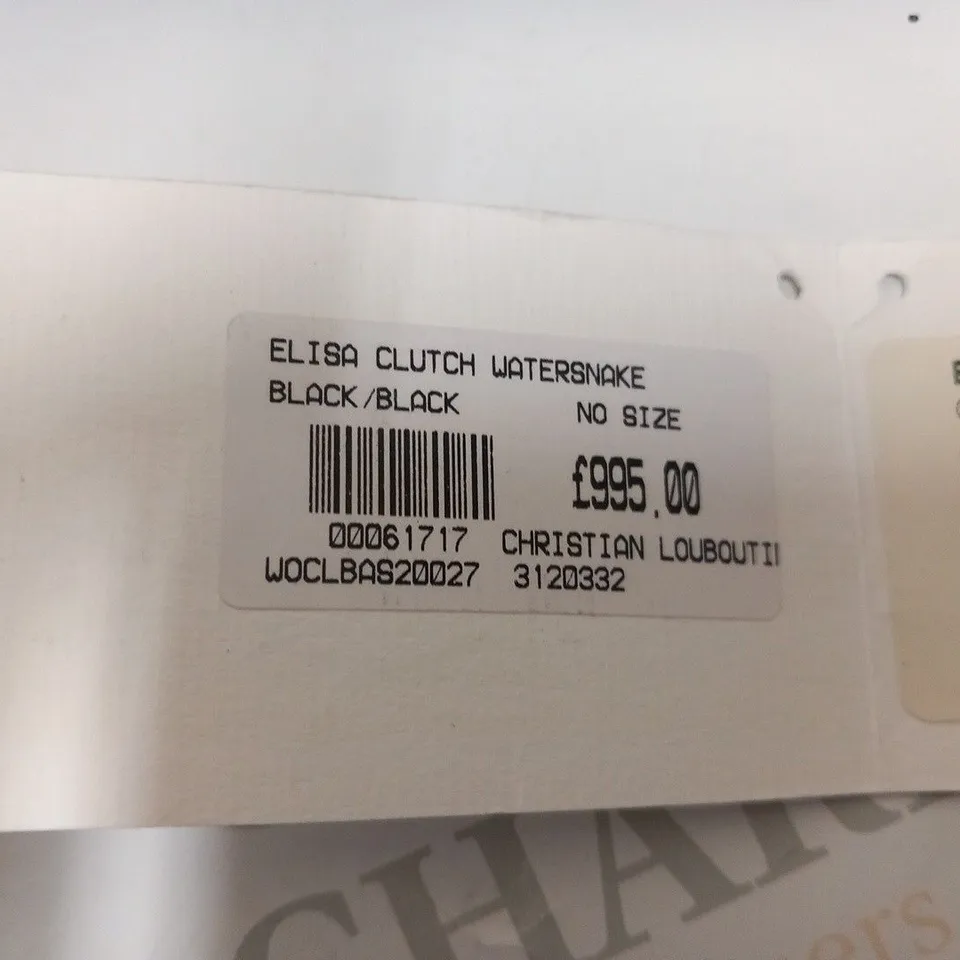 ELISA CLUTCH WATERSNAKE
BLACK/BLACK NO SIZE
£995.00
00061717 CHRISTIAN LOUBOUTI
WOCLBAS20027 3120332